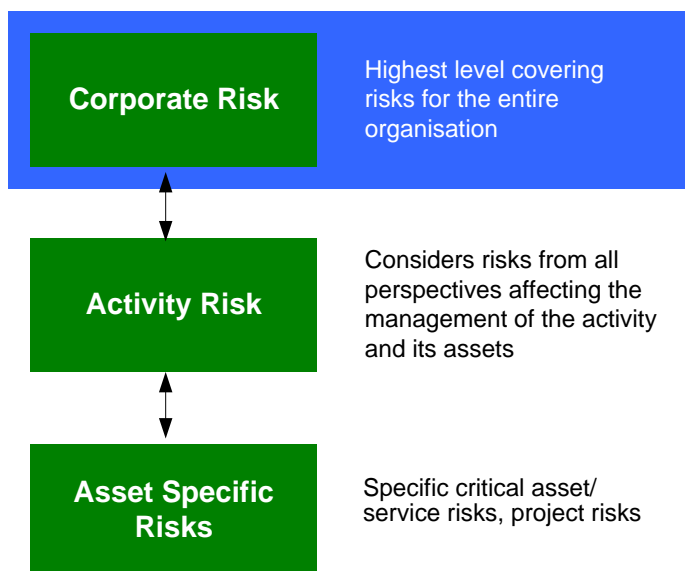 Corporate Risk
Highest level covering
risks for the entire
organisation
Activity Risk
Considers risks from all
perspectives affecting the
management of the activity
and its assets
Asset Specific
Risks
Specific critical asset/
service risks, project risks